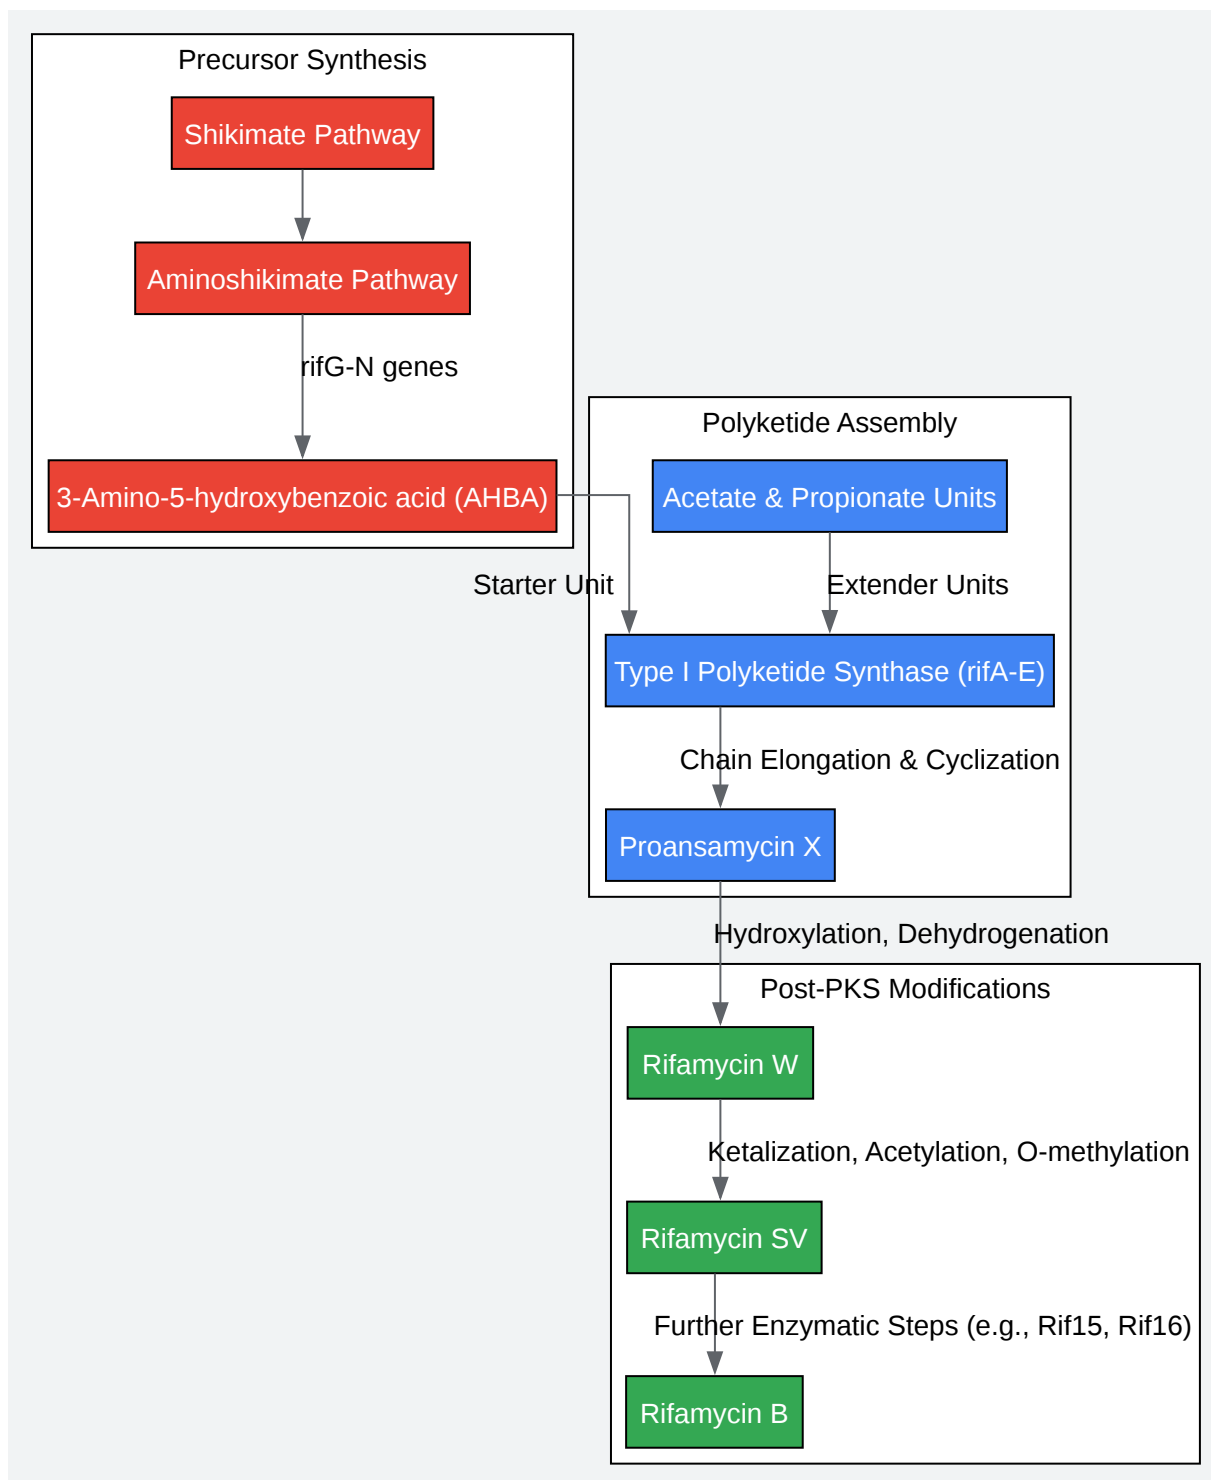 Precursor Synthesis
Shikimate Pathway
Aminoshikimate Pathway
rifG-N genes
3-Amino-5-hydroxybenzoic acid (AHBA)
Starter Unit
Polyketide Assembly
Acetate & Propionate Units
Extender Units
Type I Polyketide Synthase (rifA-E)
Chain Elongation & Cyclization
Proansamycin X
Hydroxylation, Dehydrogenation
Post-PKS Modifications
Rifamycin W
Ketalization, Acetylation, O-methylation
Rifamycin SV
Further Enzymatic Steps (e.g., Rif15, Rif16)
Rifamycin B